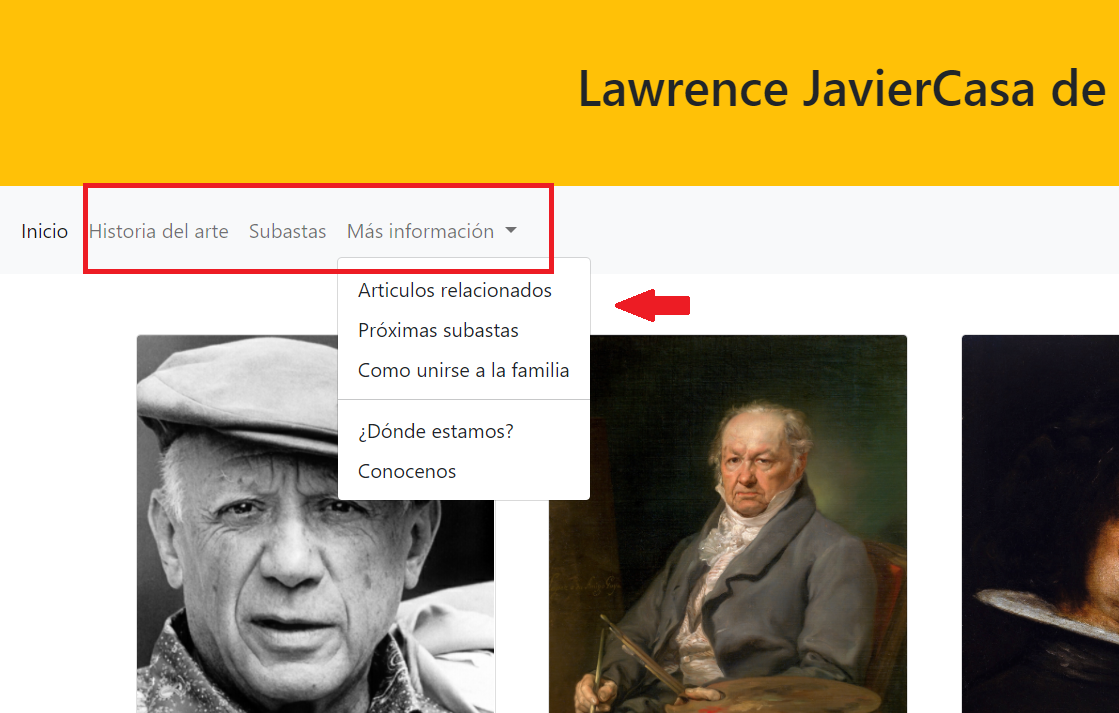 Lawrence JavierCasa de
Inicio Historia del arte Subastas Más información
Articulos relacionados
Próximas subastas
Como unirse a la familia
¿Dónde estamos?
Conocenos